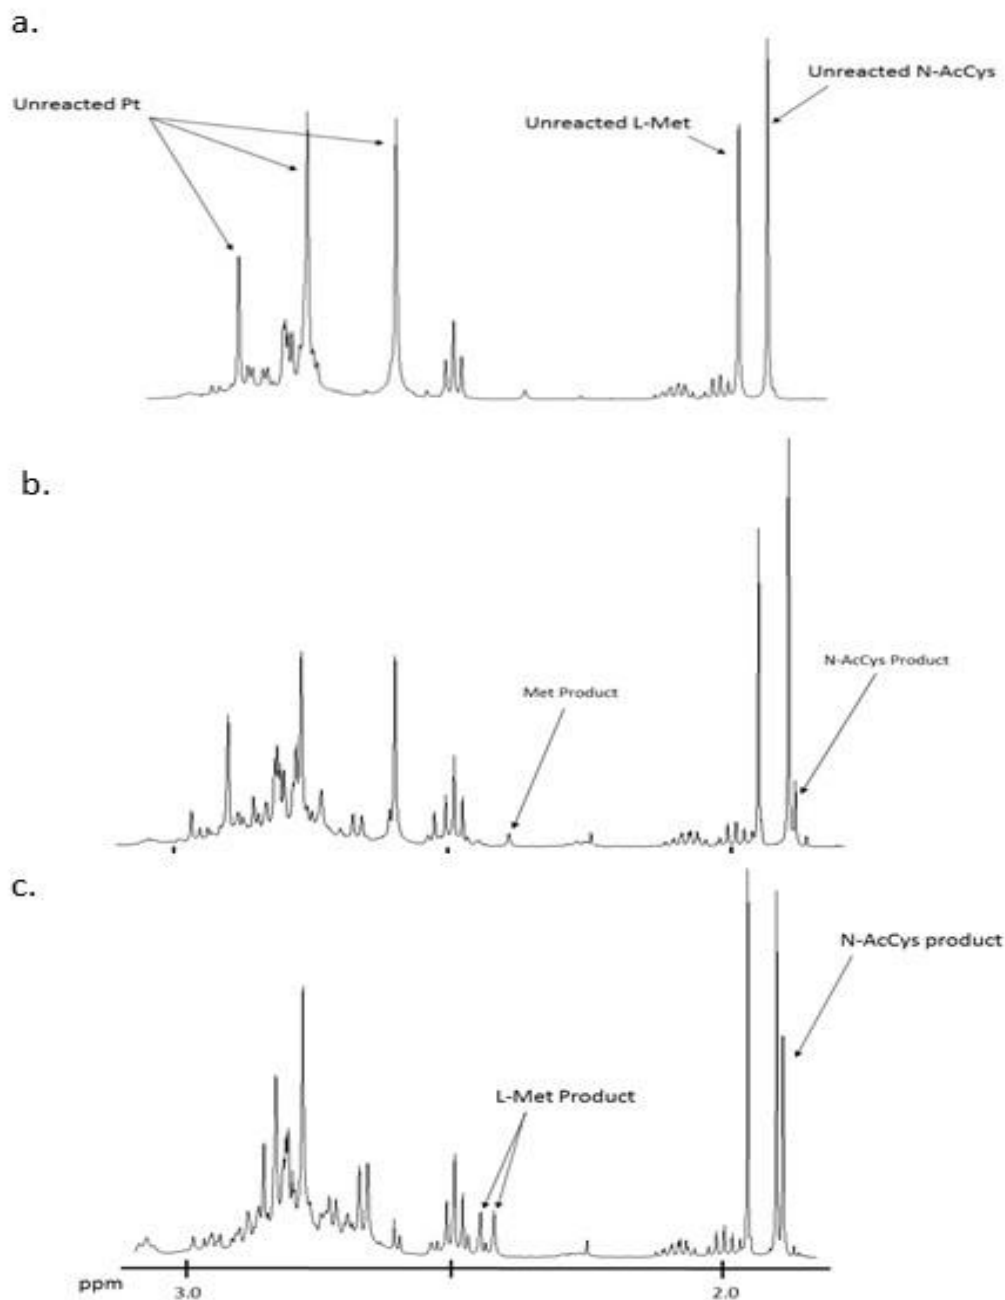 a.
Unreacted N-AcCys
Unreacted Pt
Unreacted L-Met
b.
N-AcCys Product
Met Product
c.
N-AcCys product
L-Met Product
ppm
3.0
2.0